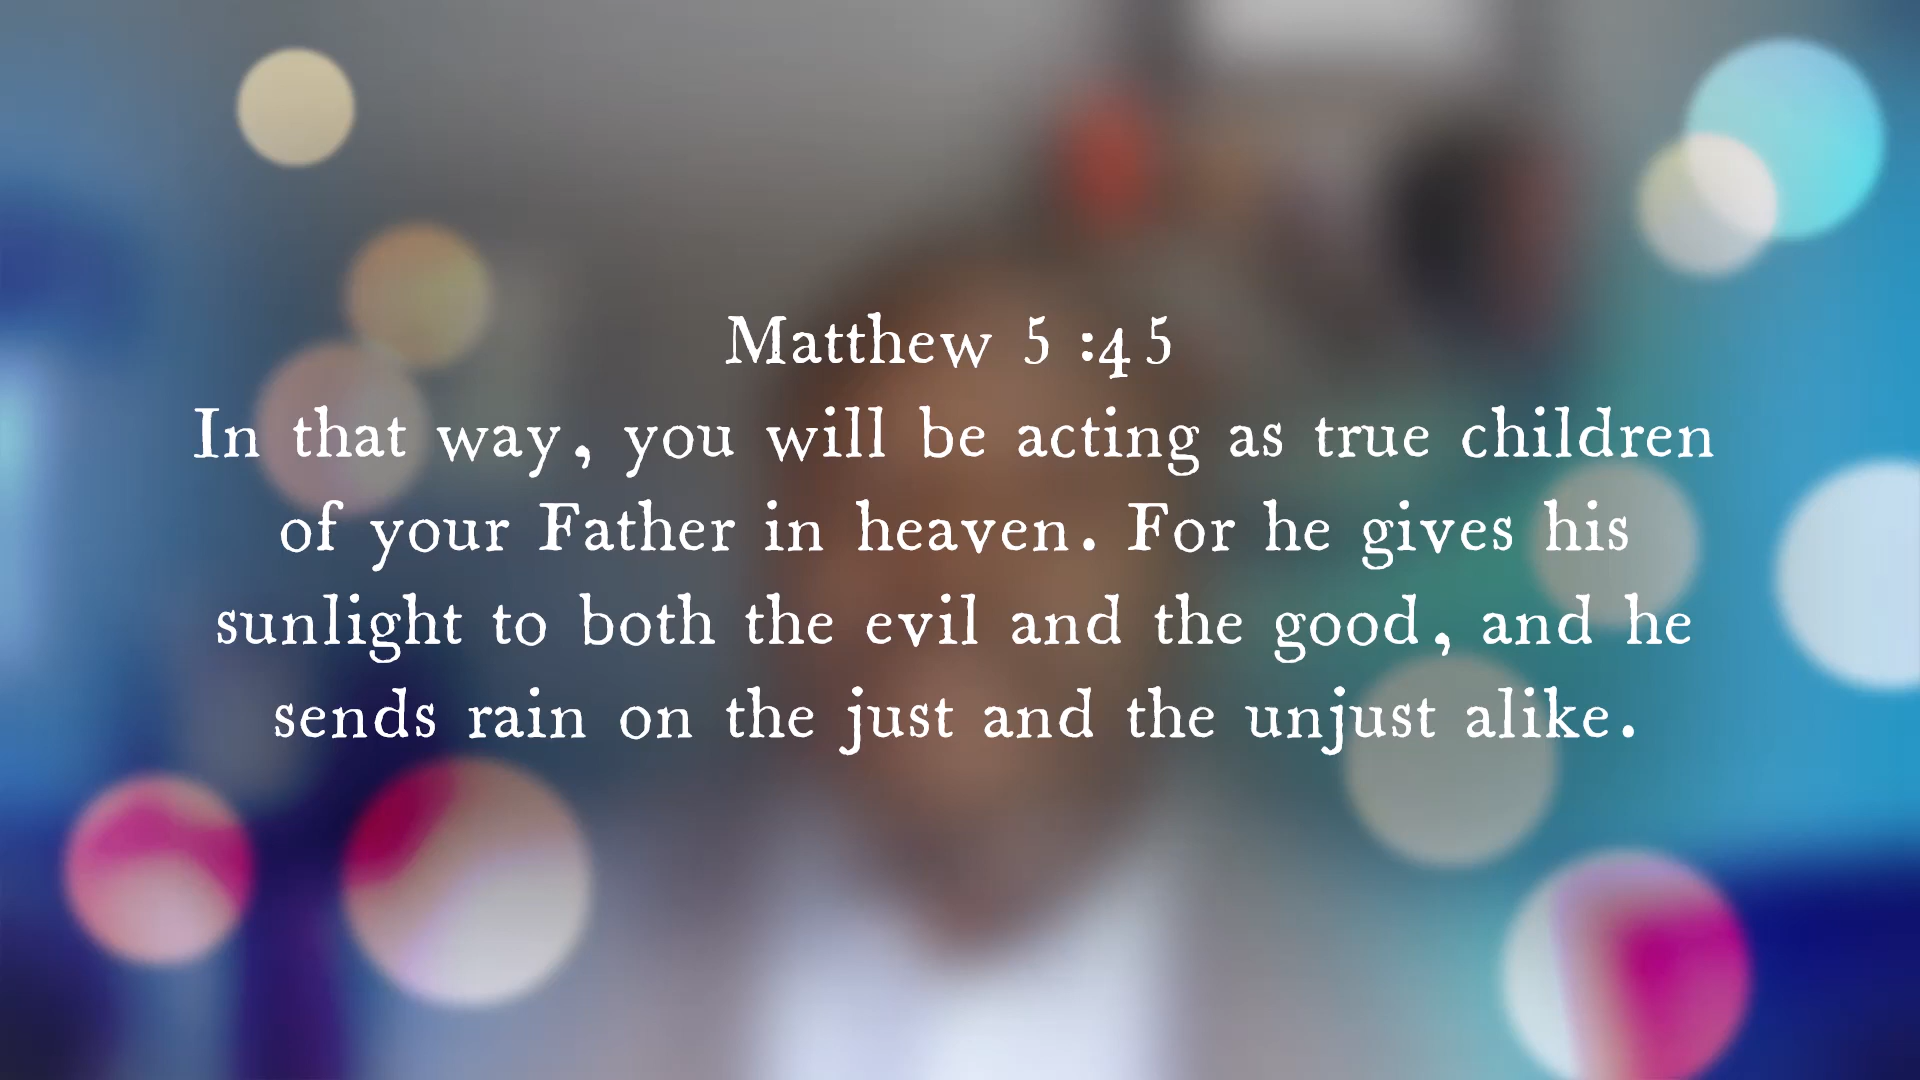 Matthew 5 :45
In that way, you will be acting as true children
of your Father in heaven. For he gives his
sunlight to both the evil and the good, and he
sends rain on the just and the unjust alike.